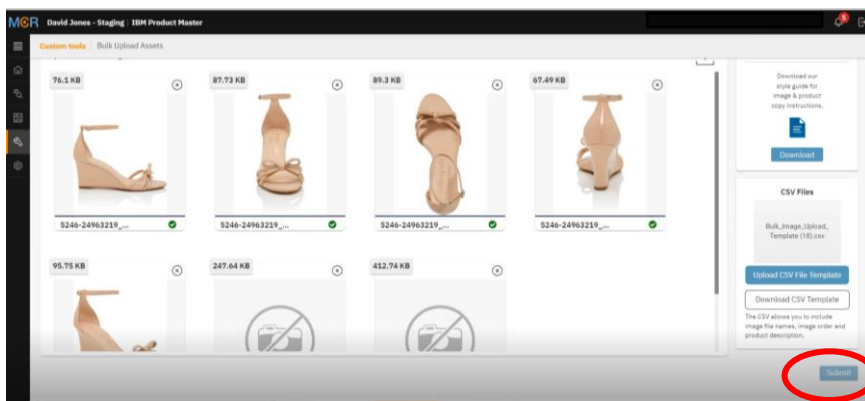 MCR David Jones - Staging | IBM Product Master
Custom tools | Bulk Upload Assets
76.1 KB
87.73 KB
89.3 KB
67.49 KB
5246-24963219_...
5246-24963219_...
5246-24963219_...
5246-24963219_...
95.75 KB
247.64 KB
412.74 KB
Download our
style guide for
image & product
copy instructions.
Download
CSV Files
Bulk_Image_Upload_
Template (18).csv
Upload CSV File Template
Download CSV Template
The CSV allows you to include
image file names, image order and
product description.
Submit